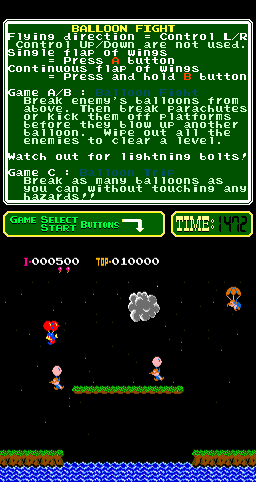 BALLOON FIGHT
Flying direction = Control L/R
Control Up/Down are not used.
Single flap of wings
= Press A button
Continuous flap of wings
= Press and hold B button
Game A/B : Balloon Fight
Break enemy's balloons from
above. Then break parachutes
or kick them off platforms
before they blow up another
balloon. Wipe out all the
enemies to clear a level.
Watch out for lightning bolts!
Game C : Balloon Trip
Break as many balloons as
you can without touching any
hazards!!
GAME SELECT
START BUTTONS
TIME: 1472
I-000500 TOP-010000